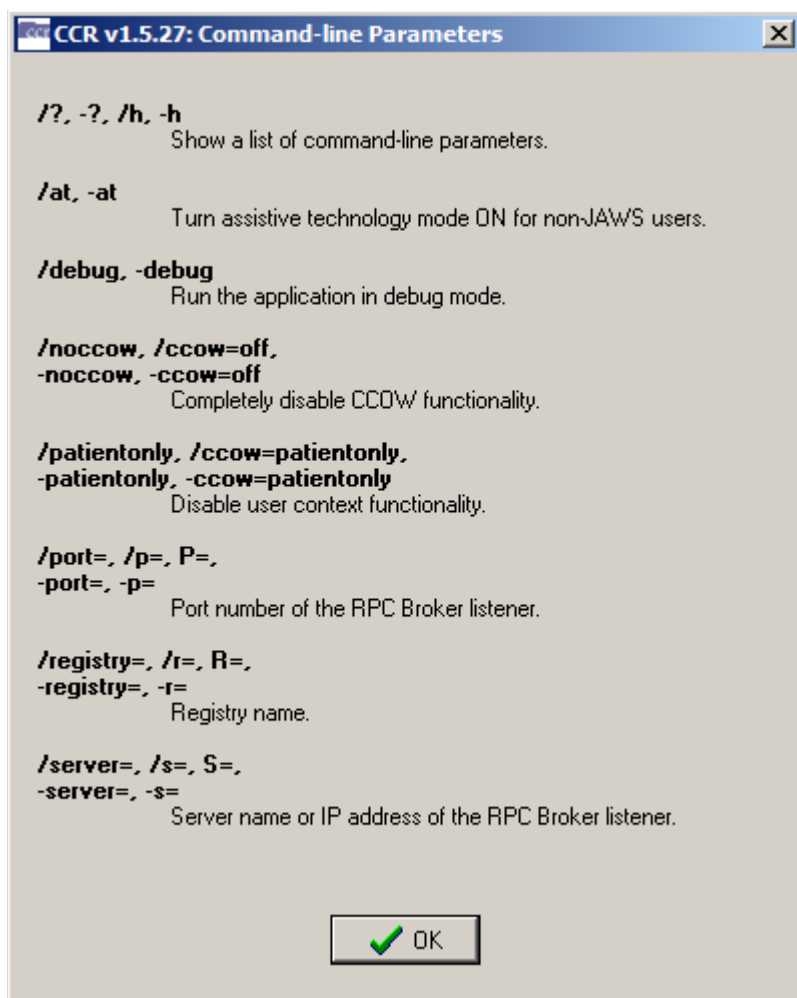 ccr CCR v1.5.27: Command-line Parameters
/?, -?, /h, -h
Show a list of command-line parameters.
/at, -at
Turn assistive technology mode ON for non-JAWS users.
/debug, -debug
Run the application in debug mode.
/noccow, /ccow=off,
-noccow, -ccow=off
Completely disable CCOW functionality.
/patientonly, /ccow=patientonly,
-patientonly, -ccow=patientonly
Disable user context functionality.
/port=, /p=, P=,
-port=, -p=
Port number of the RPC Broker listener.
/registry=, /r=, R=,
-registry=, -r=
Registry name.
/server=, /s=, S=,
-server=, -s=
Server name or IP address of the RPC Broker listener.
OK